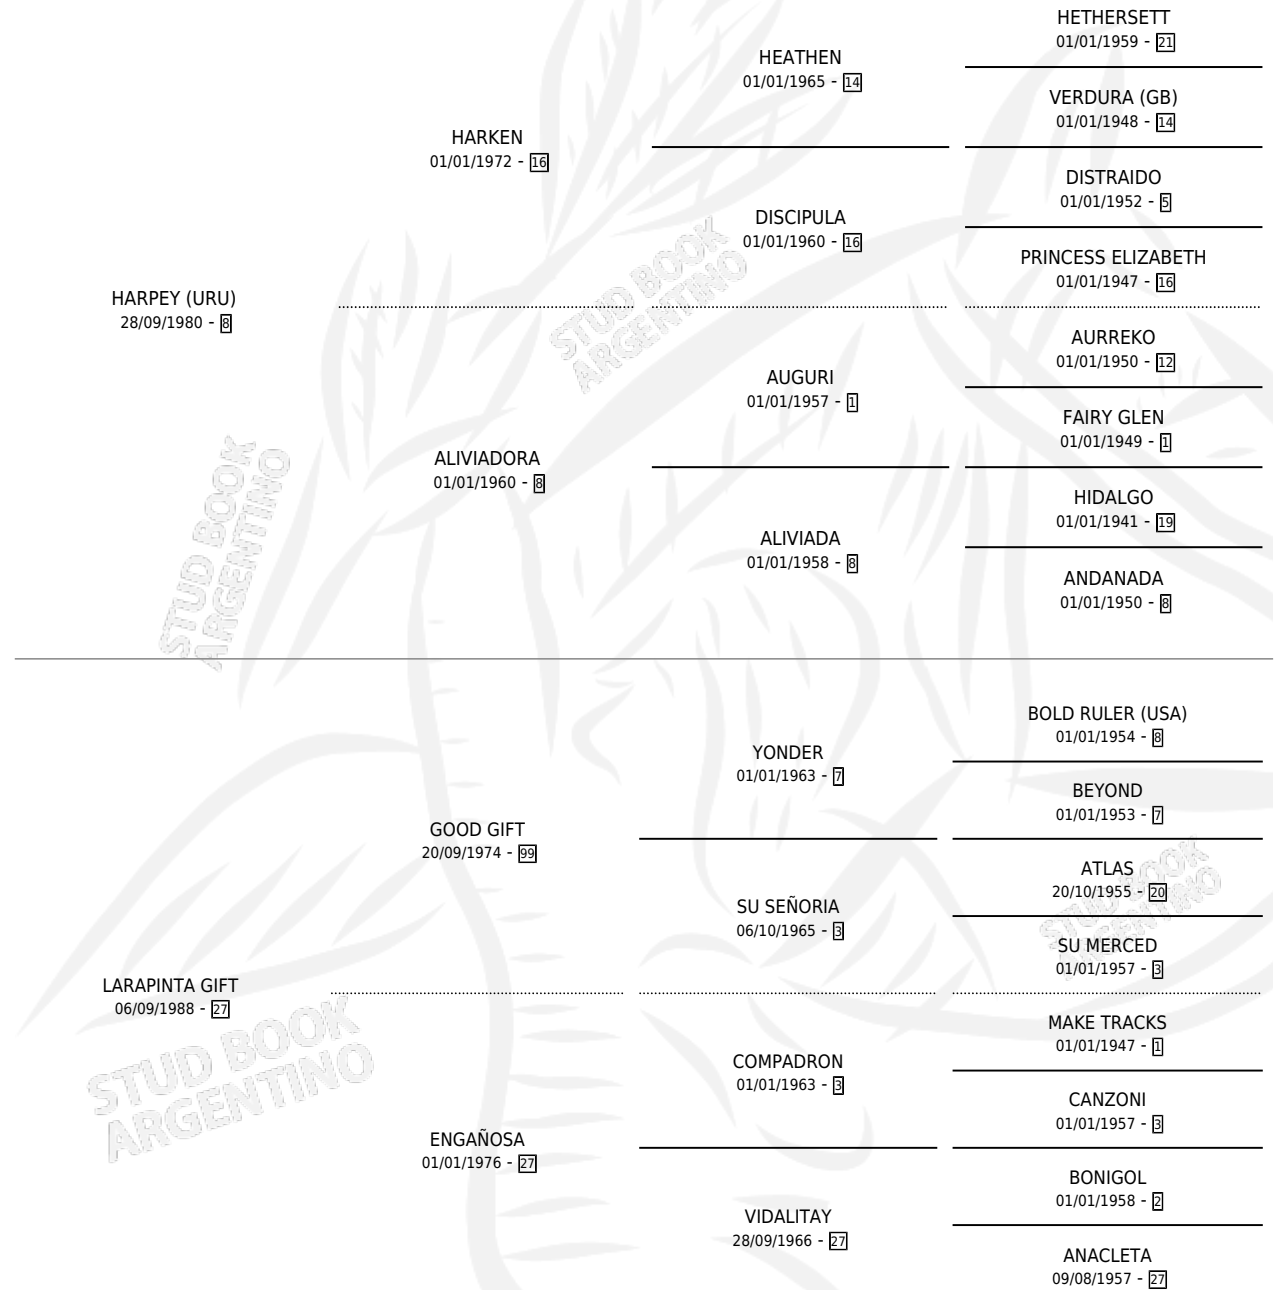 HETHERSETT
01/01/1959 - 21
HEATHEN
01/01/1965 - 14
VERDURA (GB)
01/01/1948 - 14
HARKEN
01/01/1972 - 16
DISTRAIDO
01/01/1952 - 5
DISCIPULA
01/01/1960 - 16
PRINCESS ELIZABETH
01/01/1947 - 16
HARPEY (URU)
28/09/1980 - 8
STUD BOOK
ARGENTINO
AURREKO
01/01/1950 - 12
AUGURI
01/01/1957 - 1
FAIRY GLEN
01/01/1949 - 1
ALIVIADORA
01/01/1960 - 8
HIDALGO
01/01/1941 - 19
ALIVIADA
01/01/1958 - 8
ANDANADA
01/01/1950 - 8
STUD BOOK
ARGENTINO
BOLD RULER (USA)
01/01/1954 - 8
YONDER
01/01/1963 - 7
BEYOND
01/01/1953 - 7
GOOD GIFT
20/09/1974 - 99
ATLAS
20/10/1955 - 20
SU SEÑORIA
06/10/1965 - 3
STUD BOOK
ARGENTINO
SU MERCED
01/01/1957 - 3
LARAPINTA GIFT
06/09/1988 - 27
STUD BOOK
ARGENTINO
MAKE TRACKS
01/01/1947 - 1
COMPADRON
01/01/1963 - 3
CANZONI
01/01/1957 - 3
ENGAÑOSA
01/01/1976 - 27
BONIGOL
01/01/1958 - 2
VIDALITAY
28/09/1966 - 27
ANACLETA
09/08/1957 - 27